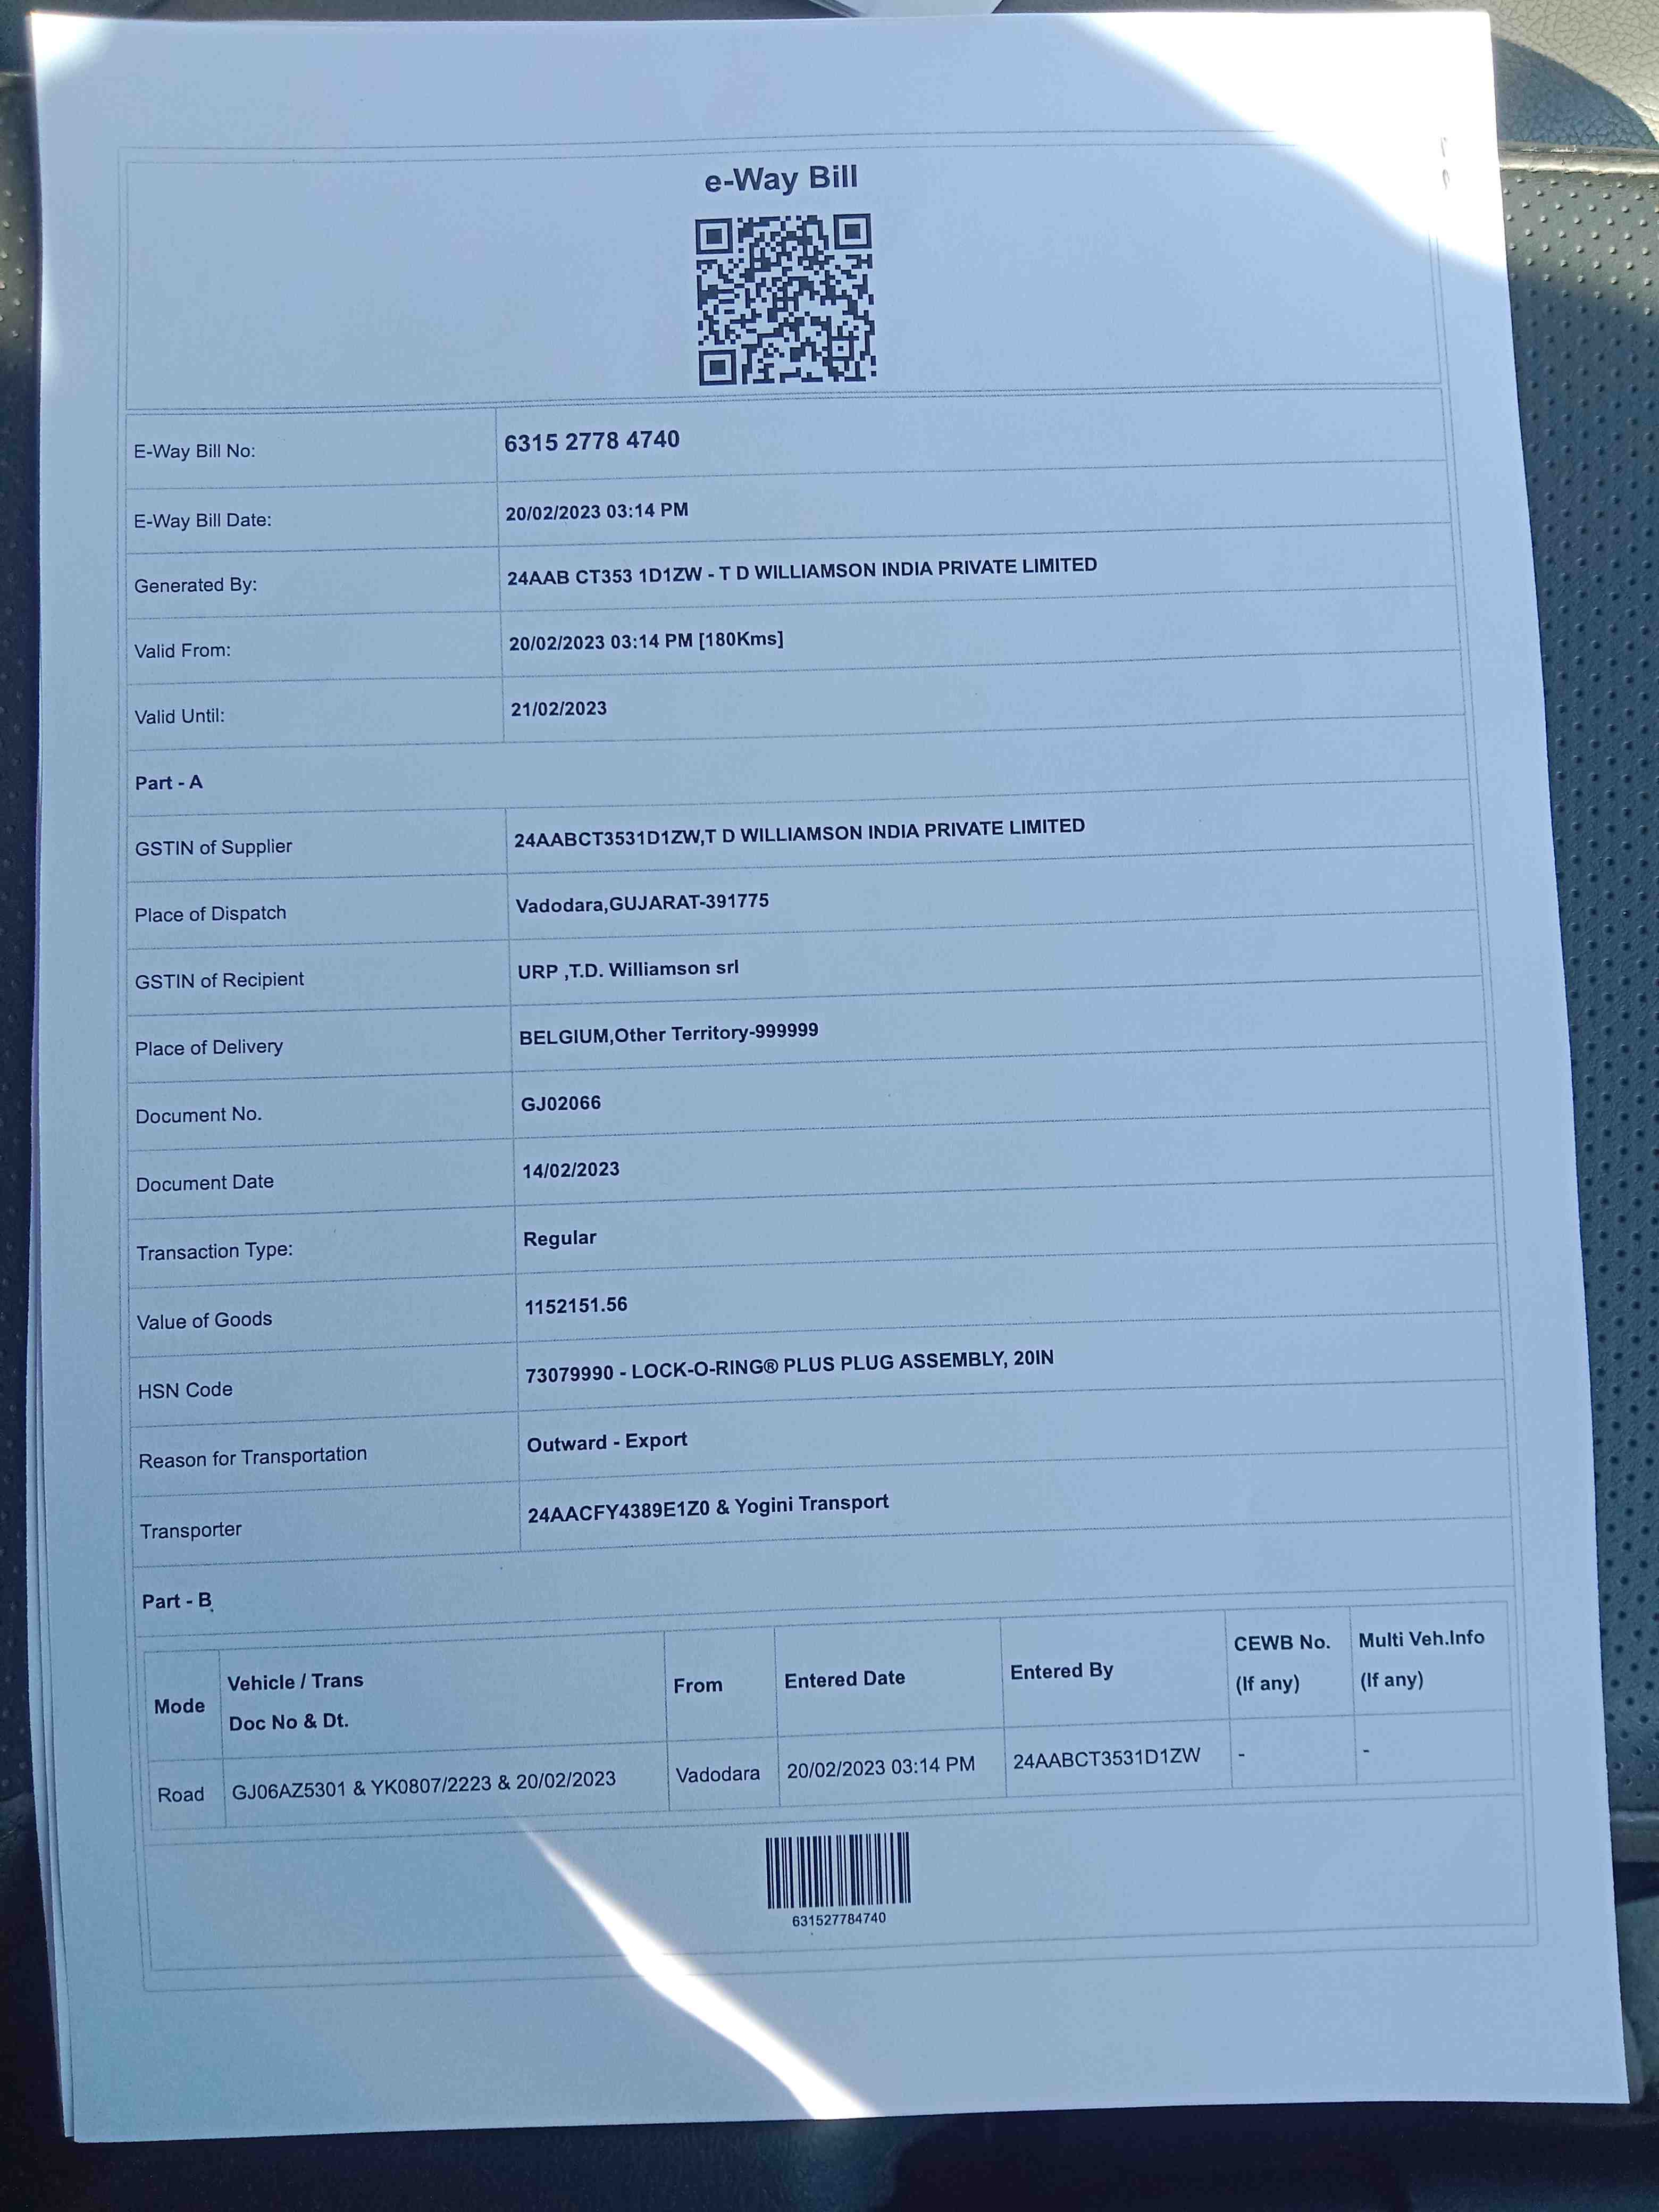 e-Way Bill
E-Way Bill No: 6315 2778 4740
E-Way Bill Date: 20/02/2023 03:14 PM
Generated By: 24AAB CT353 1D1ZW - T D WILLIAMSON INDIA PRIVATE LIMITED
Valid From: 20/02/2023 03:14 PM [180Kms]
Valid Until: 21/02/2023
Part - A
GSTIN of Supplier 24AABCT3531D1ZW,T D WILLIAMSON INDIA PRIVATE LIMITED
Place of Dispatch Vadodara,GUJARAT-391775
GSTIN of Recipient URP ,T.D. Williamson srl
Place of Delivery BELGIUM,Other Territory-999999
Document No. GJ02066
Document Date 14/02/2023
Transaction Type: Regular
Value of Goods 1152151.56
HSN Code 73079990 - LOCK-O-RING® PLUS PLUG ASSEMBLY, 20IN
Reason for Transportation Outward - Export
Transporter 24AACFY4389E1Z0 & Yogini Transport
Part - B
Mode Vehicle / Trans Doc No & Dt. From Entered Date Entered By CEWB No. (If any) Multi Veh.Info (If any)
Road GJ06AZ5301 & YK0807/2223 & 20/02/2023 Vadodara 20/02/2023 03:14 PM 24AABCT3531D1ZW - -
631527784740